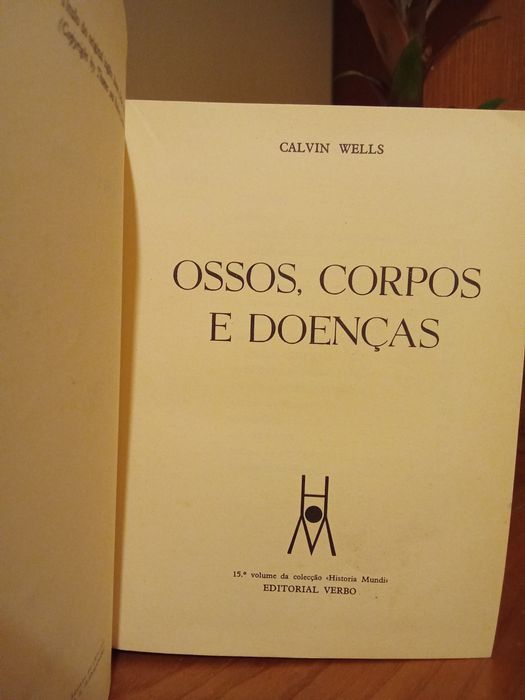 CALVIN WELLS
OSSOS, CORPOS
E DOENÇAS
15.º volume da colecção «Historia Mundi»
EDITORIAL VERBO